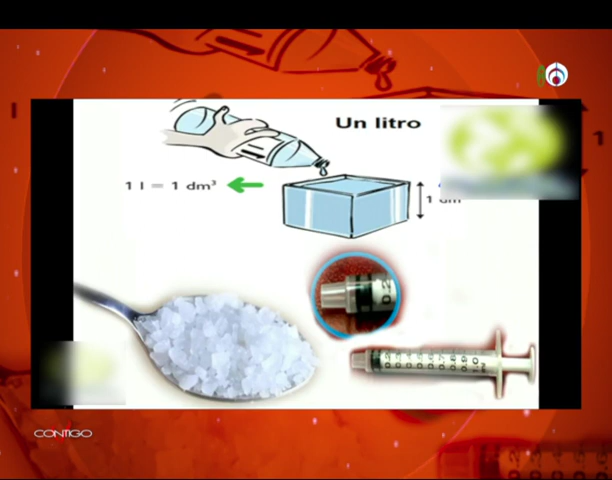 Un litro
1 l = 1 dm³
1 dm
CONTIGO